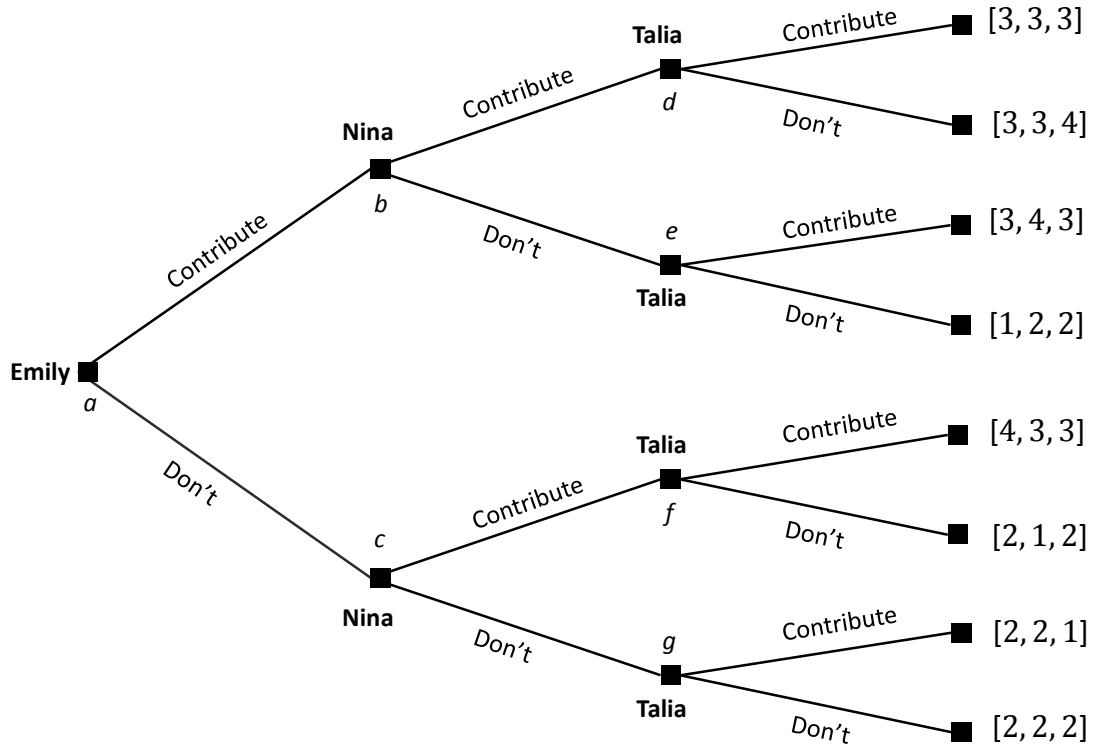 Contribute
[3, 3, 3]
Talia
d
Don't
[3, 3, 4]
Contribute
Nina
b
Don't
e
Talia
Contribute
[3, 4, 3]
Don't
[1, 2, 2]
Contribute
Emily
a
Don't
c
Nina
Contribute
Talia
f
Contribute
[4, 3, 3]
Don't
[2, 1, 2]
Don't
g
Talia
Contribute
[2, 2, 1]
Don't
[2, 2, 2]